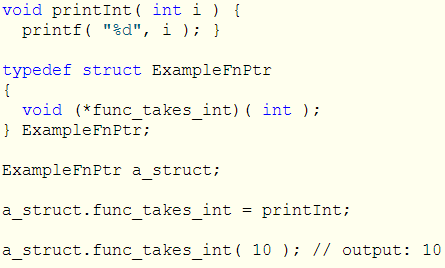 void printInt( int i ) {
  printf( "%d", i ); }
typedef struct ExampleFnPtr
{
  void (*func_takes_int)( int );
} ExampleFnPtr;
ExampleFnPtr a_struct;
a_struct.func_takes_int = printInt;
a_struct.func_takes_int( 10 ); // output: 10